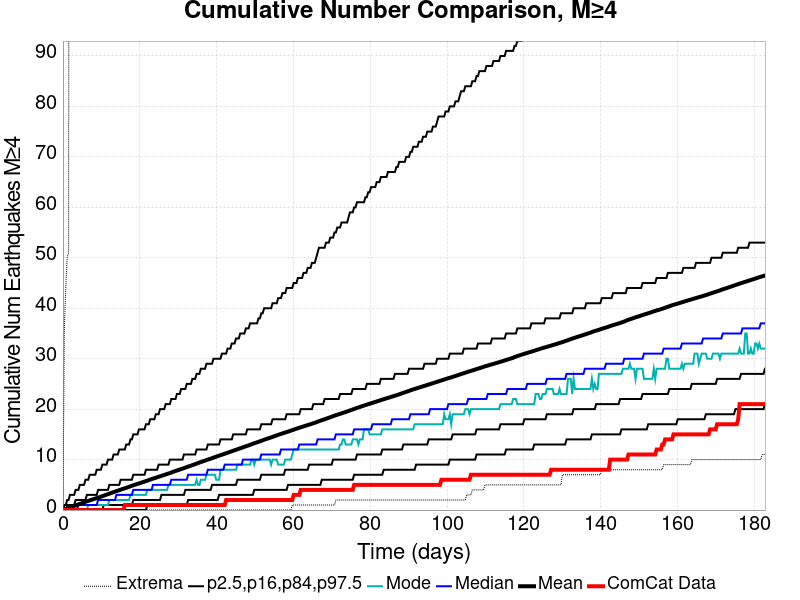 Cumulative Number Comparison, M≥4
Cumulative Num Earthquakes M≥4
90
80
70
60
50
40
30
20
10
0
0 20 40 60 80 100 120 140 160 180
Time (days)
Extrema p2.5,p16,p84,p97.5 Mode Median Mean ComCat Data